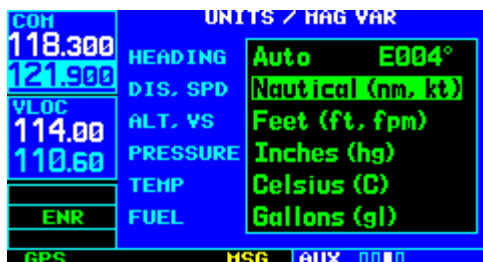 COM
118.300
121.900
VLOC
114.00
110.60
ENR
UNITS / MAG VAR
HEADING Auto E004°
DIS, SPD Nautical (nm, kt)
ALT, VS Feet (ft, fpm)
PRESSURE Inches (hg)
TEMP Celsius (C)
FUEL Gallons (gl)
GPS MSG AUX